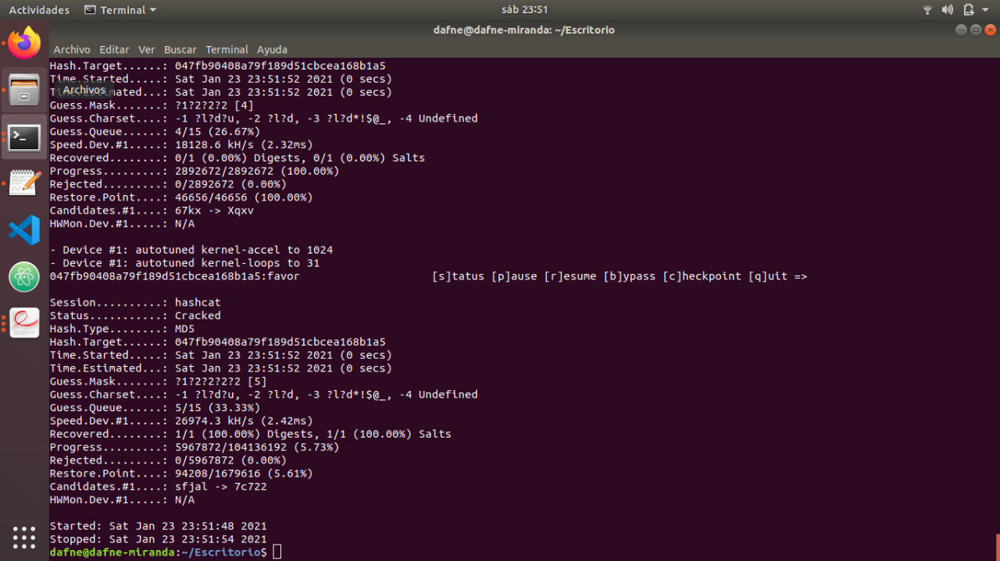 Actividades Terminal sáb 23:51
dafne@dafne-miranda: ~/Escritorio
Archivo Editar Ver Buscar Terminal Ayuda
Hash.Target......: 047fb90408a79f189d51cbcea168b1a5
Time.Started.....: Sat Jan 23 23:51:52 2021 (0 secs)
Archivos
Time.Estimated...: Sat Jan 23 23:51:52 2021 (0 secs)
Guess.Mask.......: ?1?2?2?2 [4]
Guess.Charset....: -1 ?l?d?u, -2 ?l?d, -3 ?l?d*!$@_, -4 Undefined
Guess.Queue......: 4/15 (26.67%)
Speed.Dev.#1.....: 18128.6 kH/s (2.32ms)
Recovered........: 0/1 (0.00%) Digests, 0/1 (0.00%) Salts
Progress.........: 2892672/2892672 (100.00%)
Rejected.........: 0/2892672 (0.00%)
Restore.Point....: 46656/46656 (100.00%)
Candidates.#1....: 67kx -> Xqxv
HWMon.Dev.#1.....: N/A
- Device #1: autotuned kernel-accel to 1024
- Device #1: autotuned kernel-loops to 31
047fb90408a79f189d51cbcea168b1a5:favor [s]tatus [p]ause [r]esume [b]ypass [c]heckpoint [q]uit =>
Session..........: hashcat
Status...........: Cracked
Hash.Type........: MD5
Hash.Target......: 047fb90408a79f189d51cbcea168b1a5
Time.Started.....: Sat Jan 23 23:51:52 2021 (0 secs)
Time.Estimated...: Sat Jan 23 23:51:52 2021 (0 secs)
Guess.Mask.......: ?1?2?2?2?2 [5]
Guess.Charset....: -1 ?l?d?u, -2 ?l?d, -3 ?l?d*!$@_, -4 Undefined
Guess.Queue......: 5/15 (33.33%)
Speed.Dev.#1.....: 26974.3 kH/s (2.42ms)
Recovered........: 1/1 (100.00%) Digests, 1/1 (100.00%) Salts
Progress.........: 5967872/104136192 (5.73%)
Rejected.........: 0/5967872 (0.00%)
Restore.Point....: 94208/1679616 (5.61%)
Candidates.#1....: sfjal -> 7c722
HWMon.Dev.#1.....: N/A
Started: Sat Jan 23 23:51:48 2021
Stopped: Sat Jan 23 23:51:54 2021
dafne@dafne-miranda:~/Escritorio$